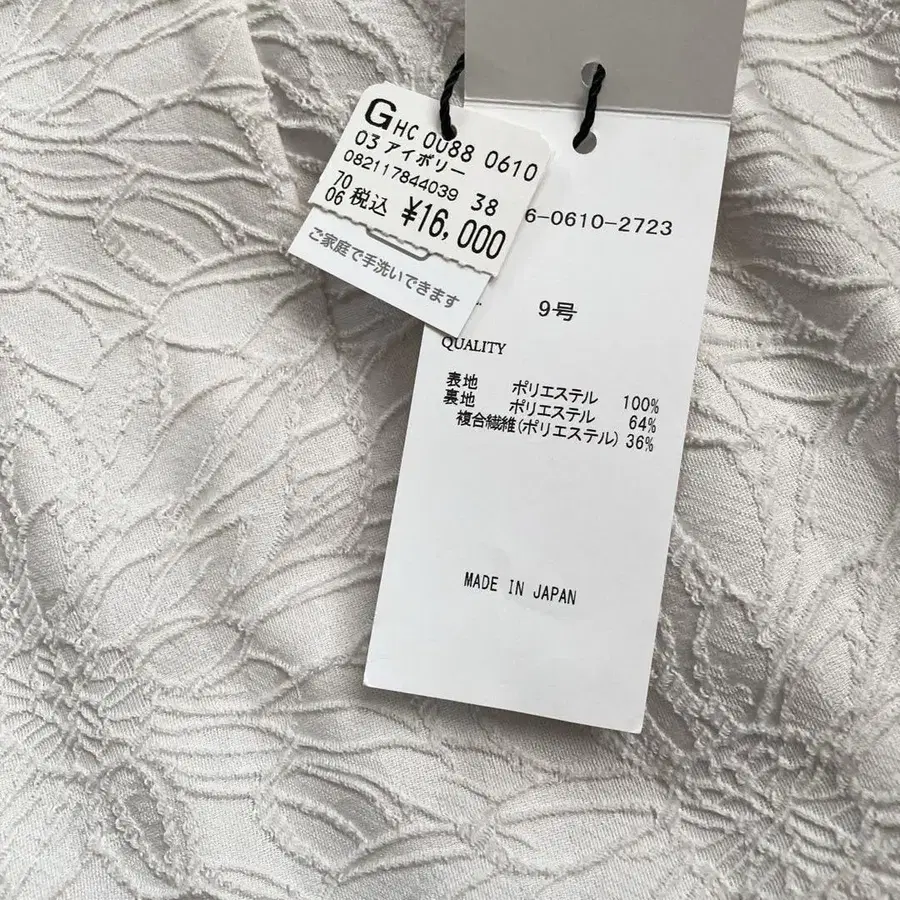 G HC 0088 0610
03 アイボリー
082117844039 38
70
06 税込 ¥16,000
ご家庭で手洗いできます
6-0610-2723
9号
QUALITY
表地 ポリエステル 100%
裏地 ポリエステル 64%
複合繊維(ポリエステル) 36%
MADE IN JAPAN